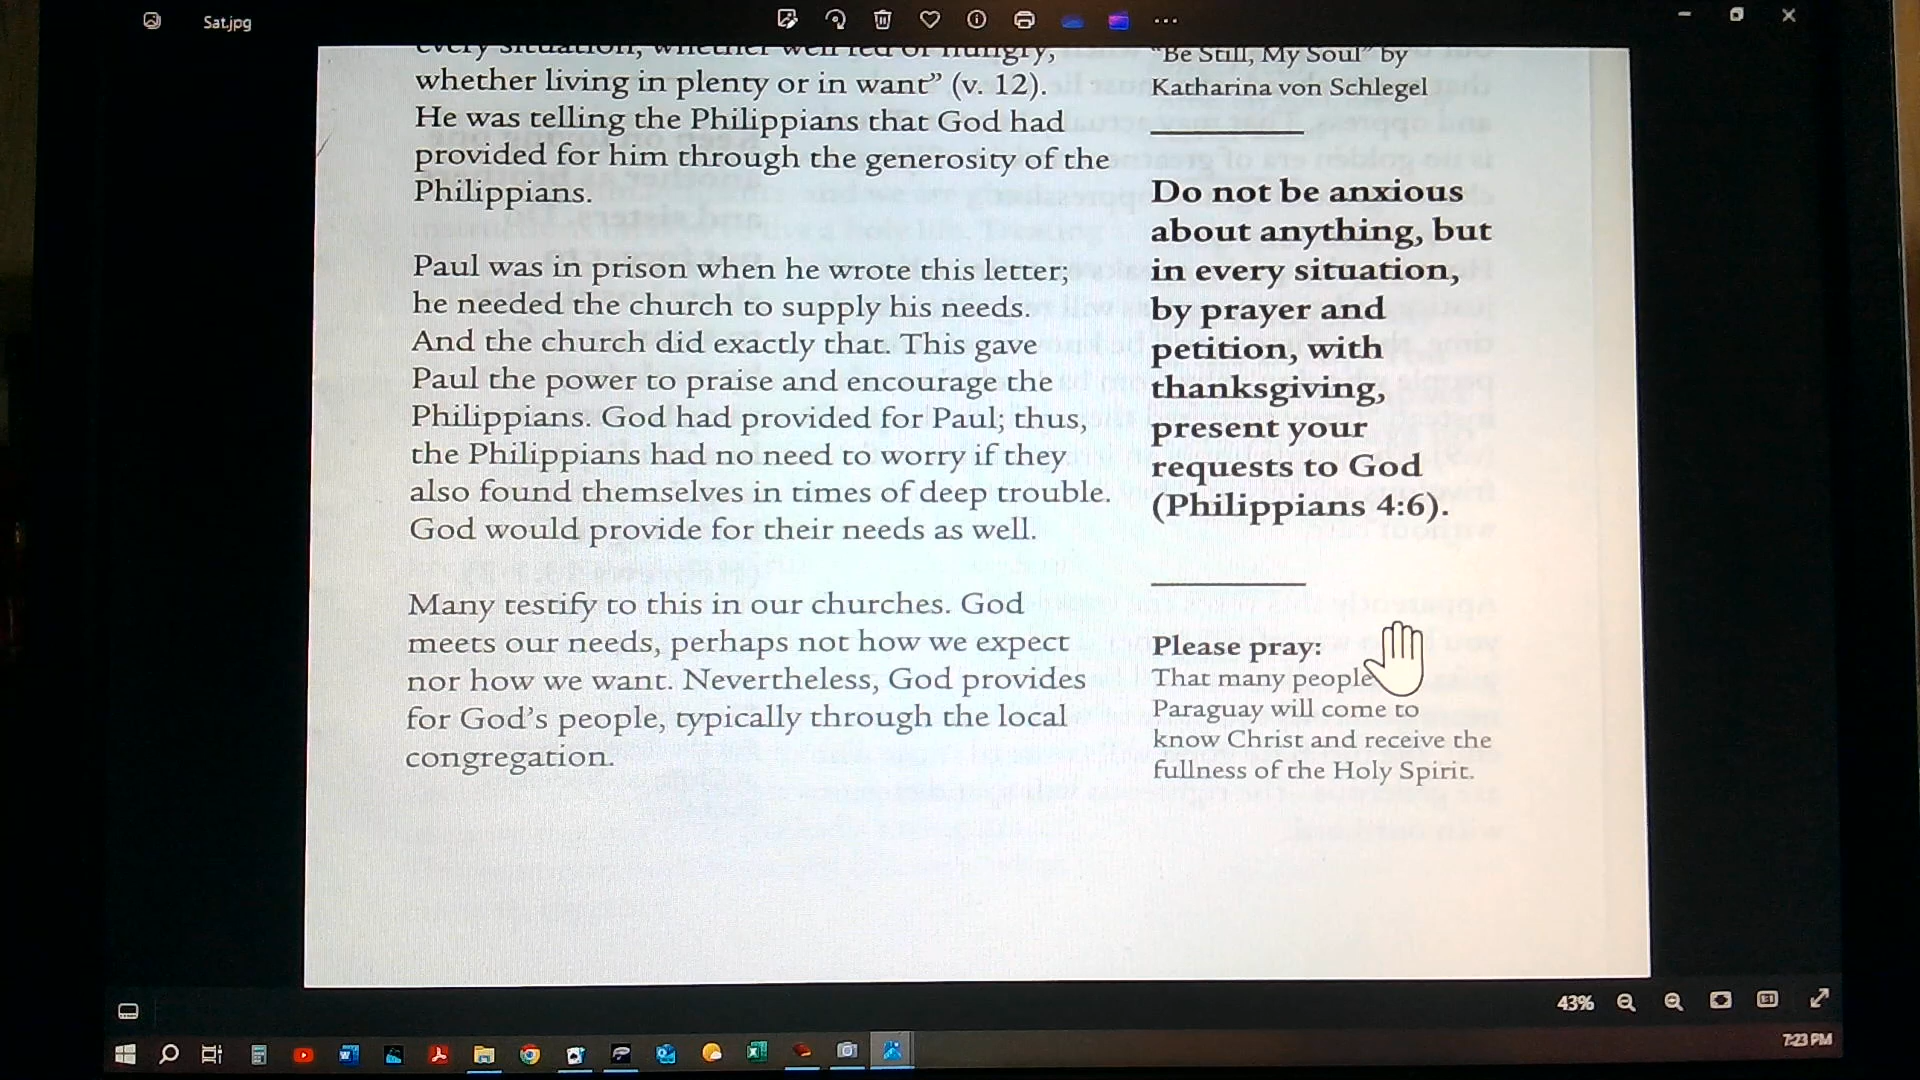 Sat.jpg
every situation, whether well fed or hungry,
whether living in plenty or in want” (v. 12).
He was telling the Philippians that God had
provided for him through the generosity of the
Philippians.
Paul was in prison when he wrote this letter;
he needed the church to supply his needs.
And the church did exactly that. This gave
Paul the power to praise and encourage the
Philippians. God had provided for Paul; thus,
the Philippians had no need to worry if they
also found themselves in times of deep trouble.
God would provide for their needs as well.
Many testify to this in our churches. God
meets our needs, perhaps not how we expect
nor how we want. Nevertheless, God provides
for God’s people, typically through the local
congregation.
“Be Still, My Soul” by
Katharina von Schlegel
Do not be anxious
about anything, but
in every situation,
by prayer and
petition, with
thanksgiving,
present your
requests to God
(Philippians 4:6).
Please pray:
That many people
Paraguay will come to
know Christ and receive the
fullness of the Holy Spirit.
43%
7:23 PM